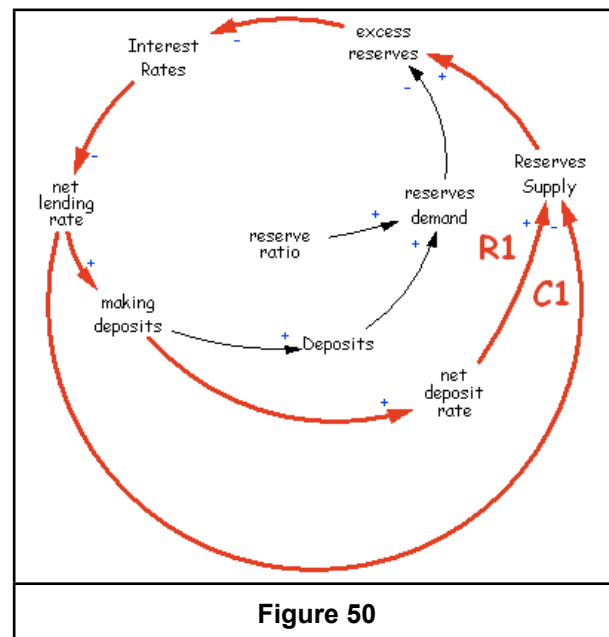 excess
reserves
Interest
Rates
-
+
-
-
net
lending
rate
Reserves
Supply
reserves
demand
+
reserve
ratio
+
+
-
R1
+
making
deposits
C1
+
Deposits
net
deposit
rate
+
Figure 50